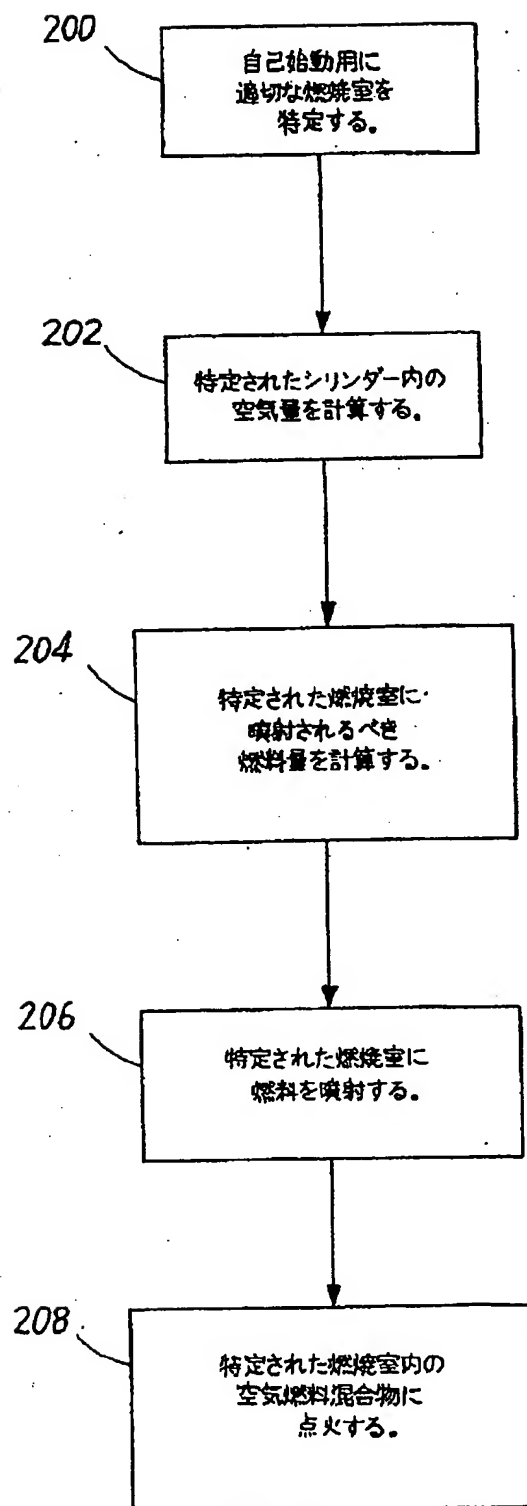 200
自己始動用に
適切な燃焼室を
特定する。
202
特定されたシリンダー内の
空気量を計算する。
204
特定された燃焼室に
噴射されるべき
燃料量を計算する。
206
特定された燃焼室に
燃料を噴射する。
208
特定された燃焼室内の
空気燃料混合物に
点火する。